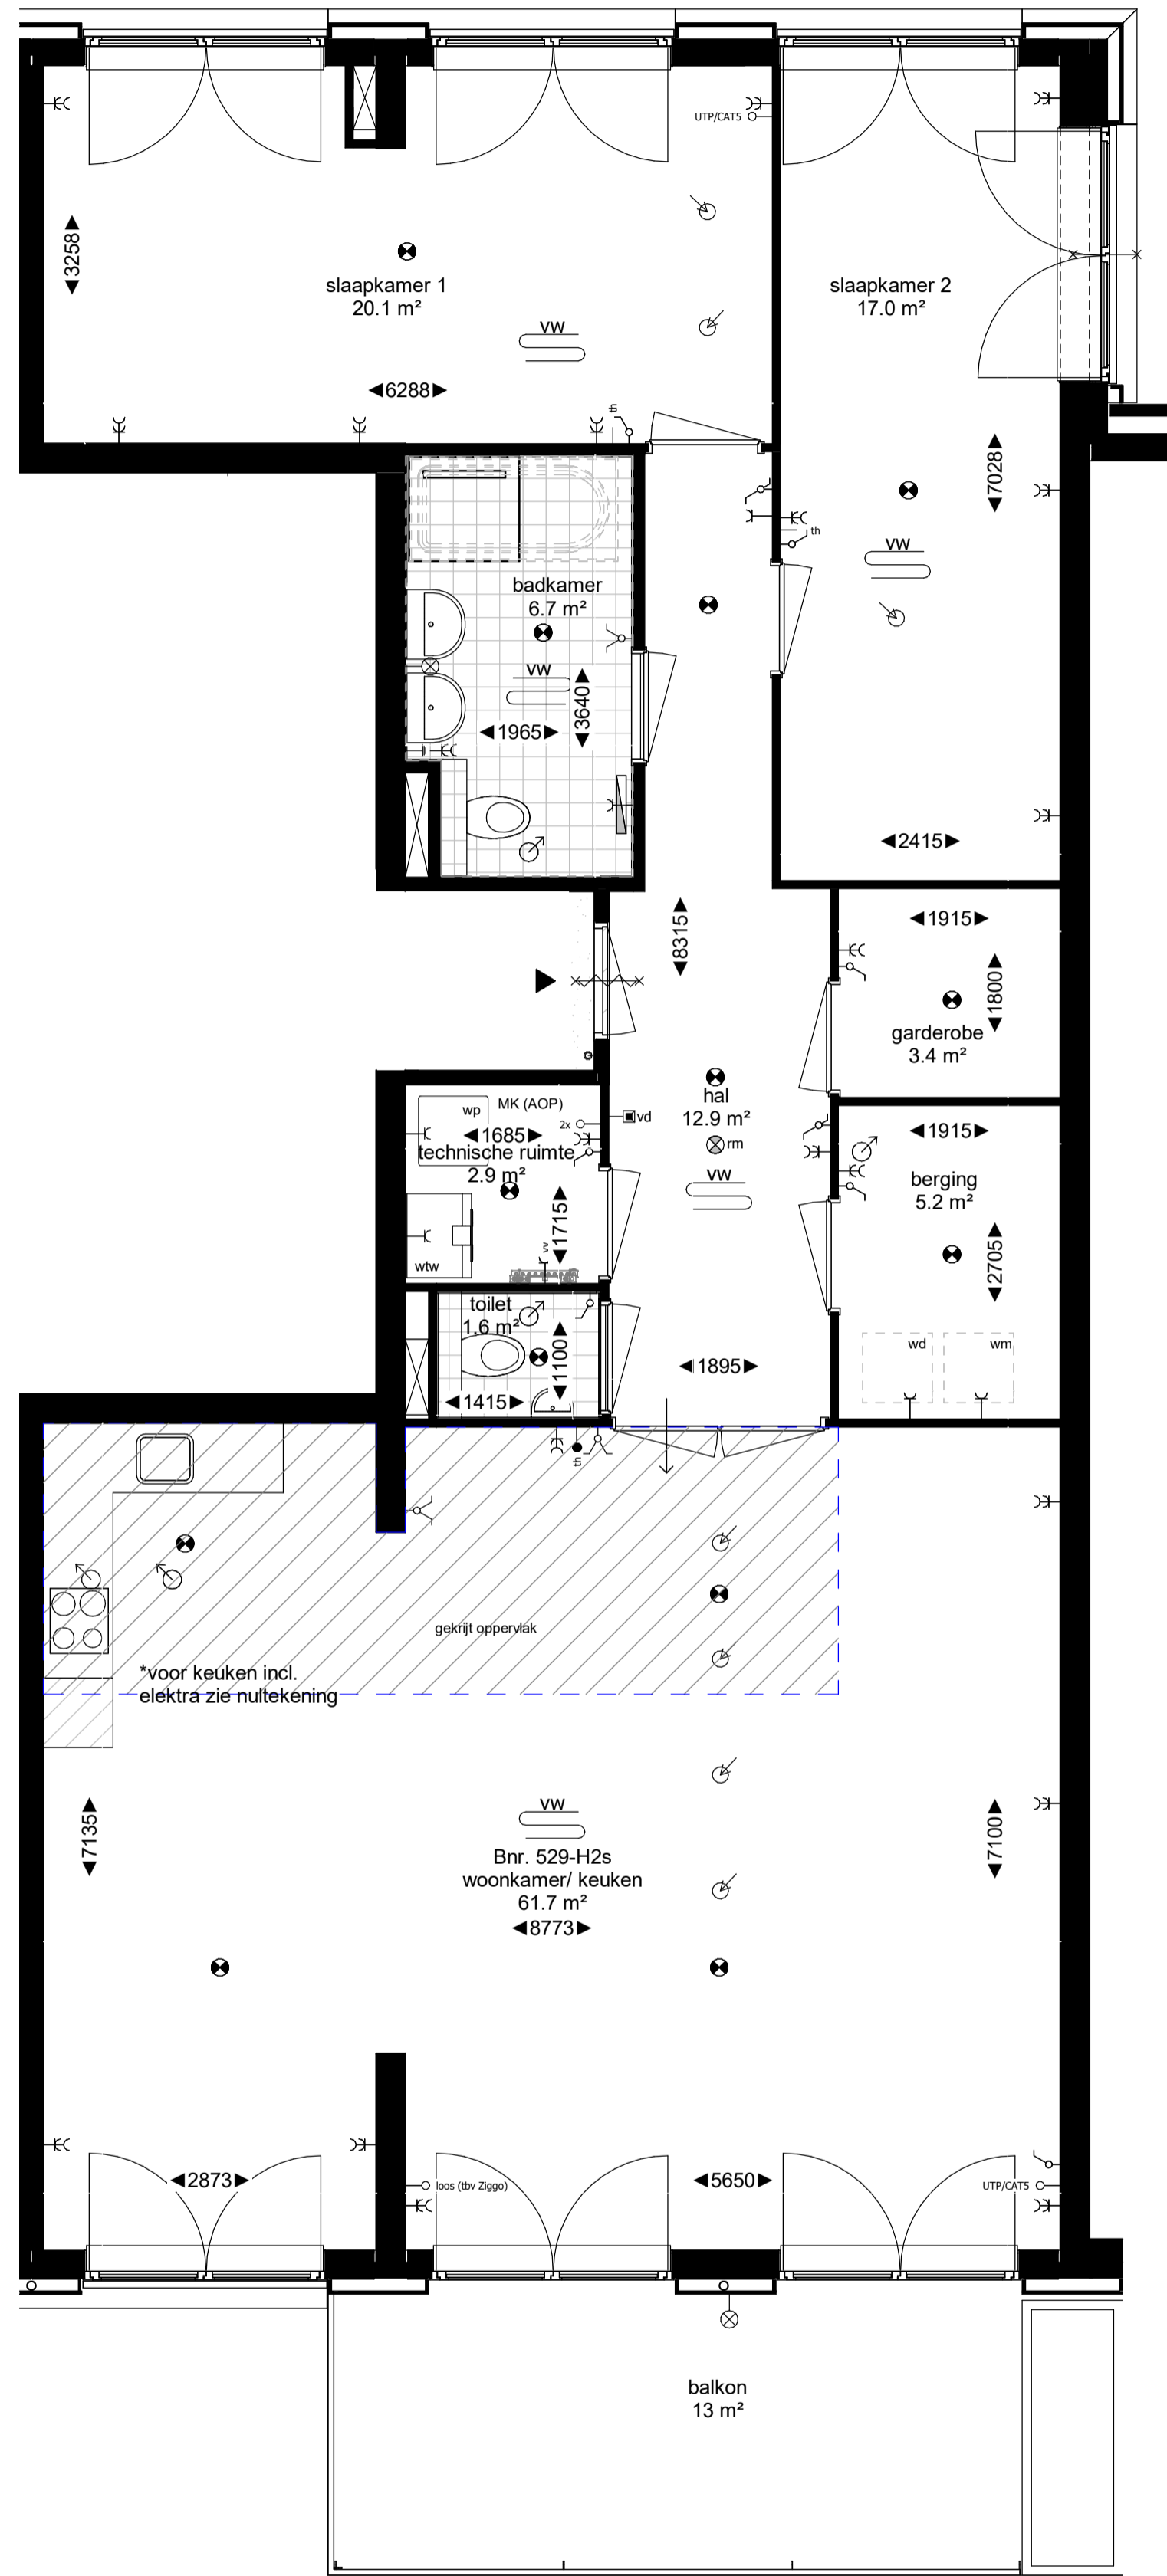 UTP/CAT5
3258
slaapkamer 1
20.1 m²
slaapkamer 2
17.0 m²
vw
6288
th
7028
th
vw
badkamer
6.7 m²
vw
3640
1965
2415
1915
8315
1800
garderobe
3.4 m²
wp
MK (AOP)
2x
vd
hal
12.9 m²
1685
technische ruimte
2.9 m²
rm
1915
berging
5.2 m²
vw
1715
w
wtw
2705
toilet
1.6 m²
1100
wd
wm
1895
1415
th
gekrijt oppervlak
*voor keuken incl.
elektra zie nultekening
7135
vw
7100
Bnr. 529-H2s
woonkamer/ keuken
61.7 m²
8773
2873
loos (tbv Ziggo)
5650
UTP/CAT5
balkon
13 m²